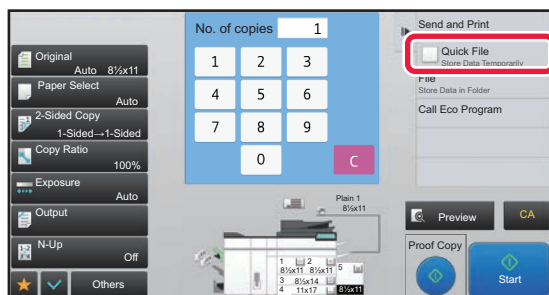 Original
Auto 8½x11
Paper Select
Auto
2-Sided Copy
1-Sided→1-Sided
Copy Ratio
100%
Exposure
Auto
Output
N-Up
Off
Others
No. of copies 1
1 2 3
4 5 6
7 8 9
0 C
Plain 1
8½x11
1 2
8½x11 8½x11 5
3 8½x14
4 11x17 8½x11
Send and Print
Quick File
Store Data Temporarily
File
Store Data in Folder
Call Eco Program
Preview CA
Proof Copy
Start